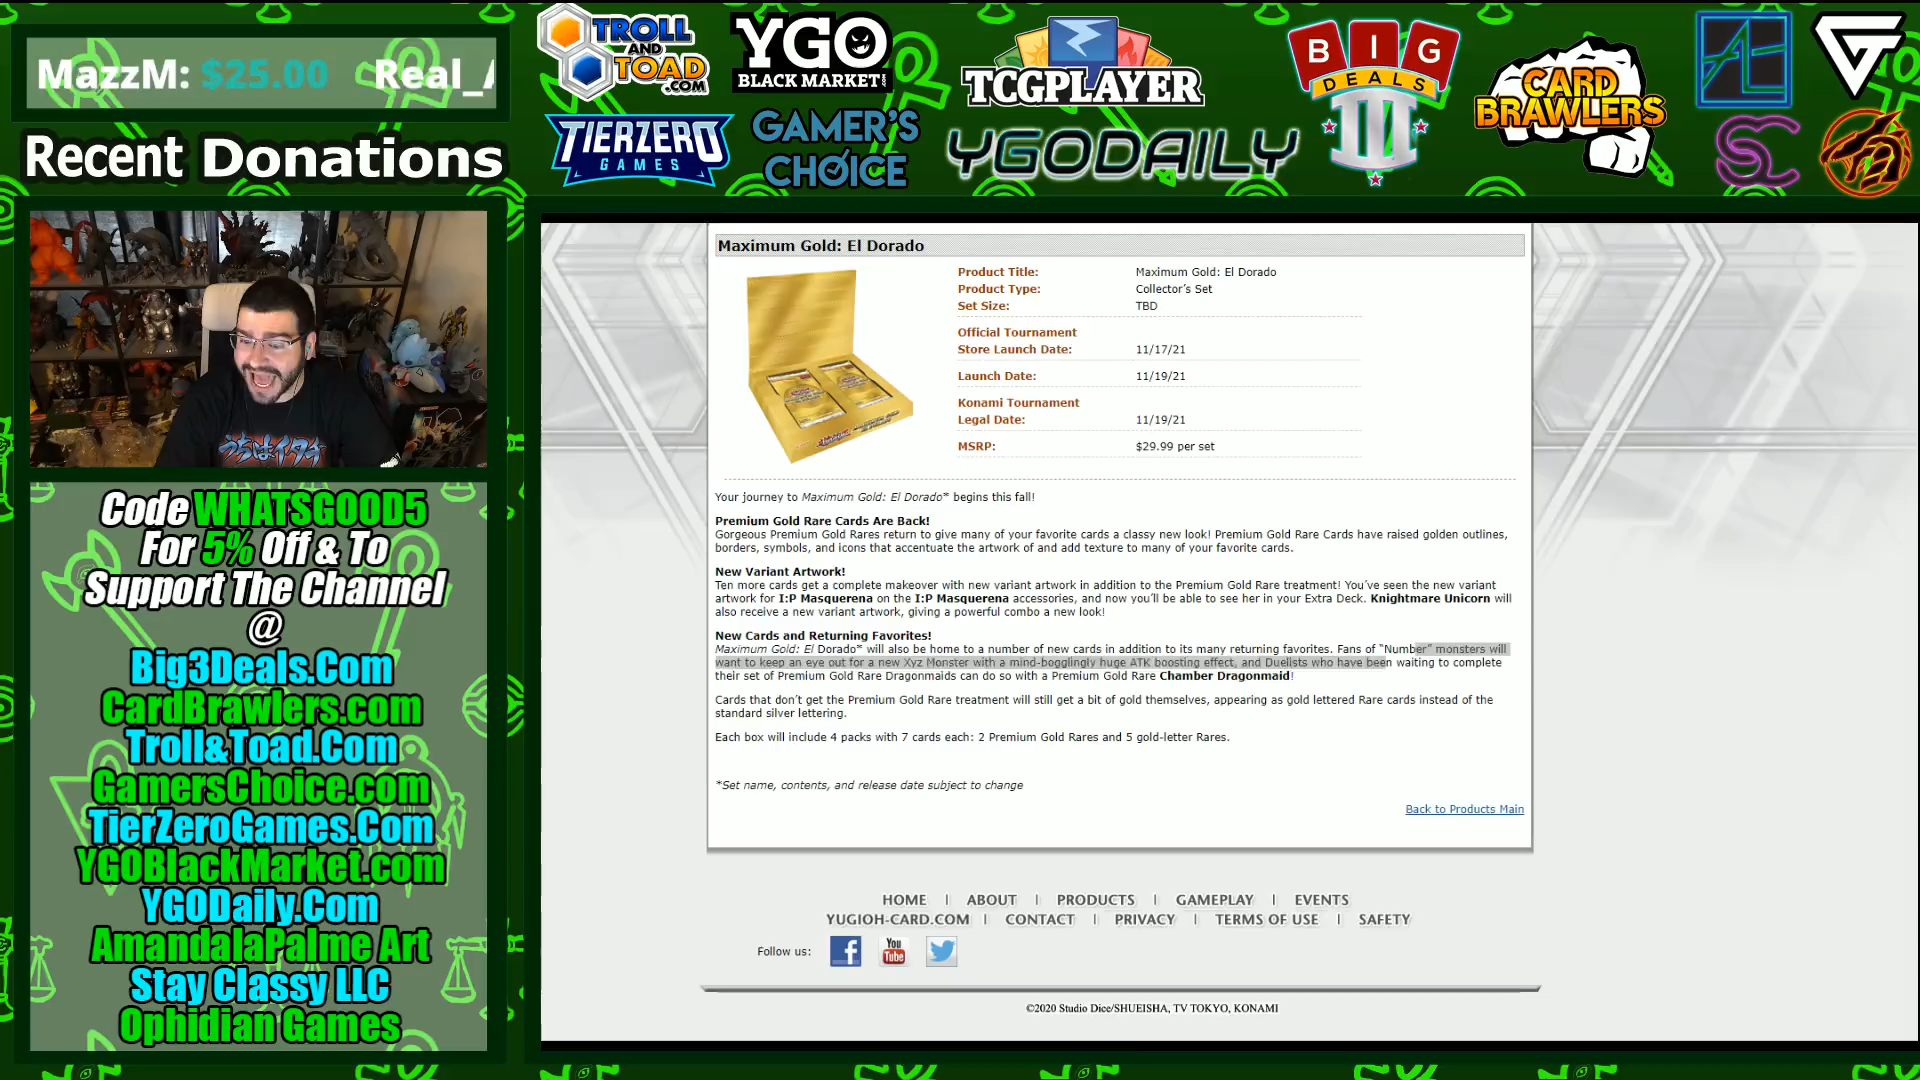 MazzM: $25.00 Real_
Recent Donations
TROLL
AND
TOAD
.COM
YGO
BLACK MARKET
TCGPLAYER
BIG
DEALS
III
CARD
BRAWLERS
TIERZERO
GAMES
GAMER'S
CHOICE
YGODAILY
うちはイタチ
Code WHATSGOOD5
For 5% Off & To
Support The Channel
@
Big3Deals.Com
CardBrawlers.com
Troll&Toad.Com
GamersChoice.com
TierZeroGames.Com
YGOBlackMarket.com
YGODaily.Com
AmandalaPalme Art
Stay Classy LLC
Ophidian Games
Maximum Gold: El Dorado
Product Title: Maximum Gold: El Dorado
Product Type: Collector's Set
Set Size: TBD
Official Tournament
Store Launch Date: 11/17/21
Launch Date: 11/19/21
Konami Tournament
Legal Date: 11/19/21
MSRP: $29.99 per set
Your journey to Maximum Gold: El Dorado* begins this fall!
Premium Gold Rare Cards Are Back!
Gorgeous Premium Gold Rares return to give many of your favorite cards a classy new look! Premium Gold Rare Cards have raised golden outlines,
borders, symbols, and icons that accentuate the artwork of and add texture to many of your favorite cards.
New Variant Artwork!
Ten more cards get a complete makeover with new variant artwork in addition to the Premium Gold Rare treatment! You've seen the new variant
artwork for I:P Masquerena on the I:P Masquerena accessories, and now you'll be able to see her in your Extra Deck. Knightmare Unicorn will
also receive a new variant artwork, giving a powerful combo a new look!
New Cards and Returning Favorites!
Maximum Gold: El Dorado* will also be home to a number of new cards in addition to its many returning favorites. Fans of "Number" monsters will
want to keep an eye out for a new Xyz Monster with a mind-bogglingly huge ATK boosting effect, and Duelists who have been waiting to complete
their set of Premium Gold Rare Dragonmaids can do so with a Premium Gold Rare Chamber Dragonmaid!
Cards that don't get the Premium Gold Rare treatment will still get a bit of gold themselves, appearing as gold lettered Rare cards instead of the
standard silver lettering.
Each box will include 4 packs with 7 cards each: 2 Premium Gold Rares and 5 gold-letter Rares.
*Set name, contents, and release date subject to change
Back to Products Main
HOME | ABOUT | PRODUCTS | GAMEPLAY | EVENTS
YUGIOH-CARD.COM | CONTACT | PRIVACY | TERMS OF USE | SAFETY
Follow us:
You
Tube
©2020 Studio Dice/SHUEISHA, TV TOKYO, KONAMI